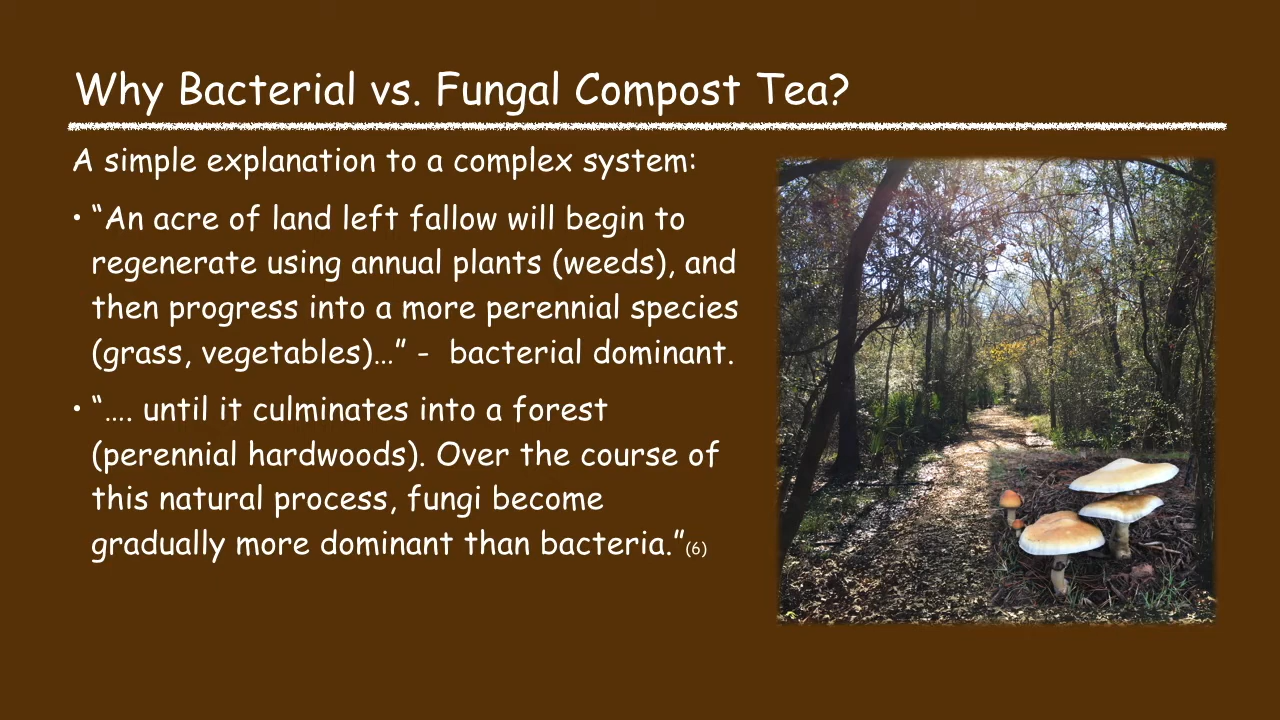 Why Bacterial vs. Fungal Compost Tea?
A simple explanation to a complex system:
• “An acre of land left fallow will begin to
regenerate using annual plants (weeds), and
then progress into a more perennial species
(grass, vegetables)…” -  bacterial dominant.
• “…. until it culminates into a forest
(perennial hardwoods). Over the course of
this natural process, fungi become
gradually more dominant than bacteria.”(6)